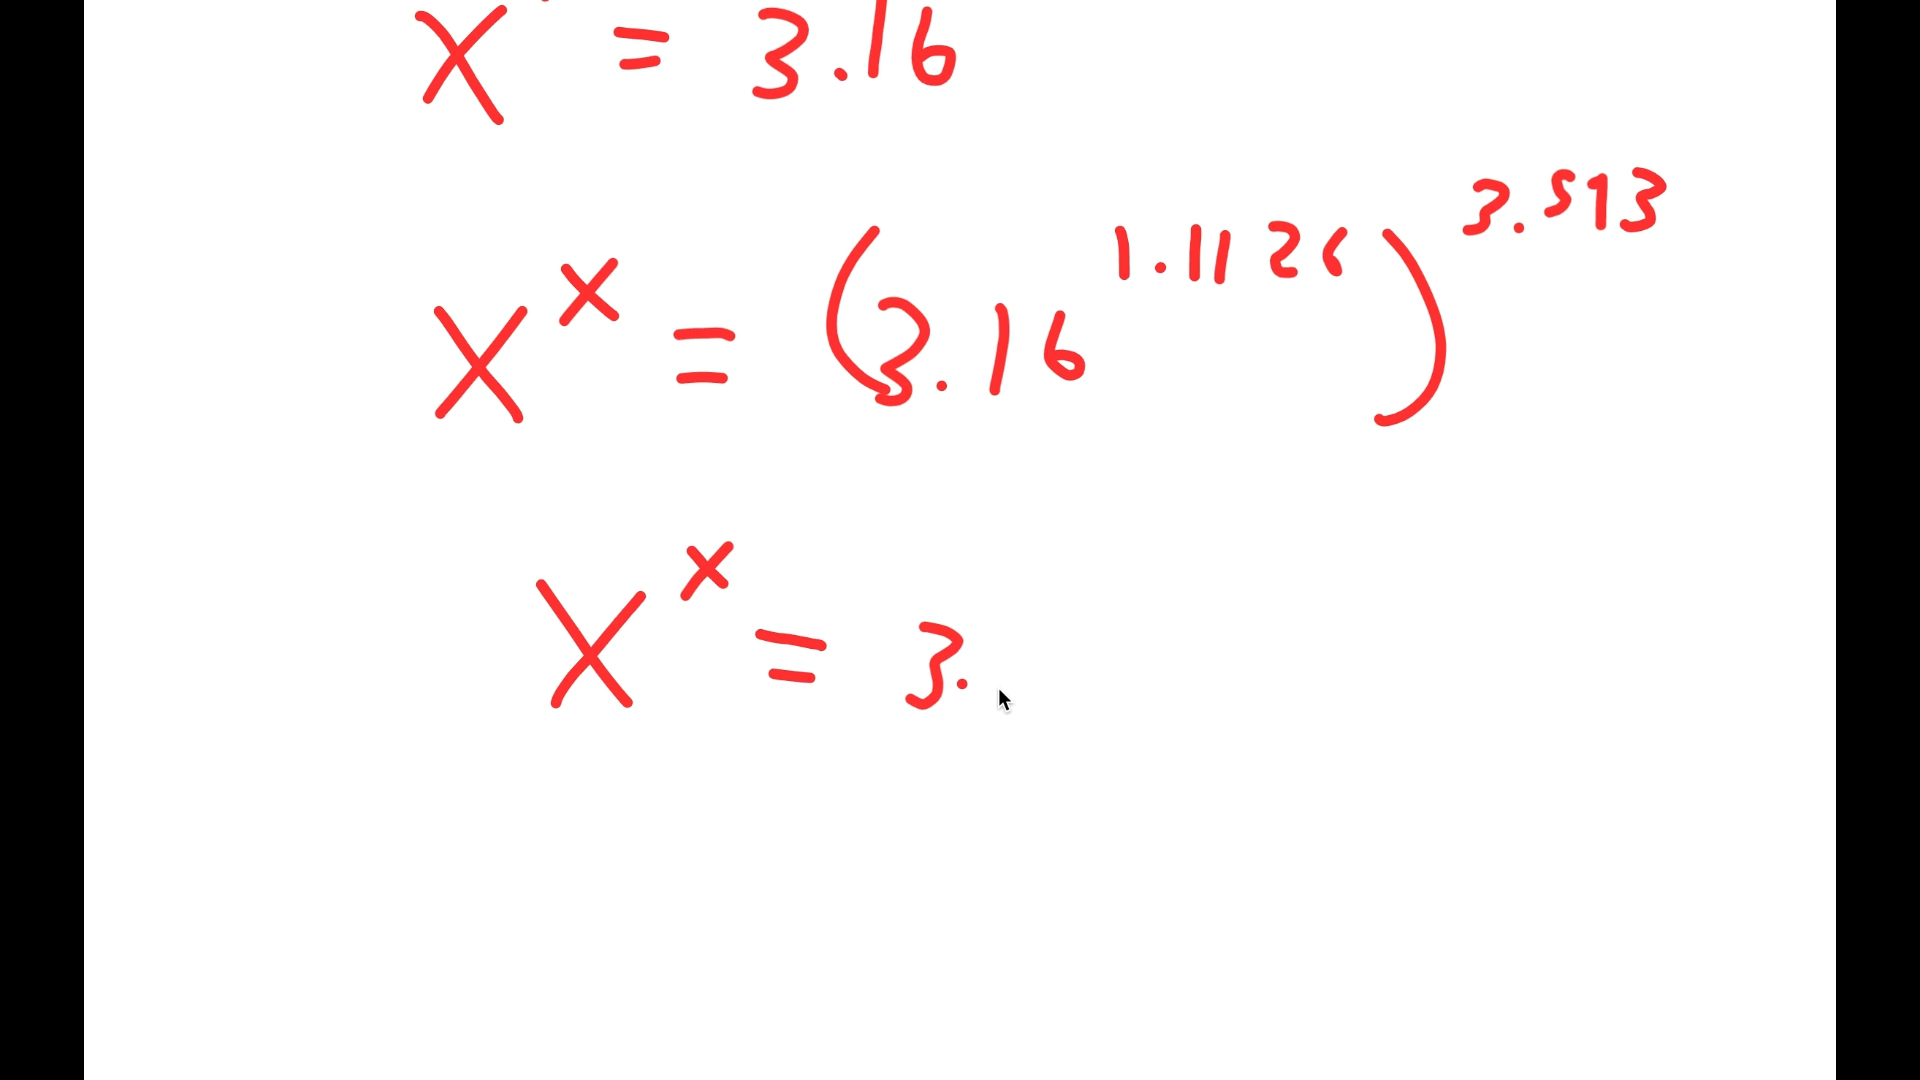 x = 3.16
x^x = (3.16^1.1126)^3.513
x^x = 3.